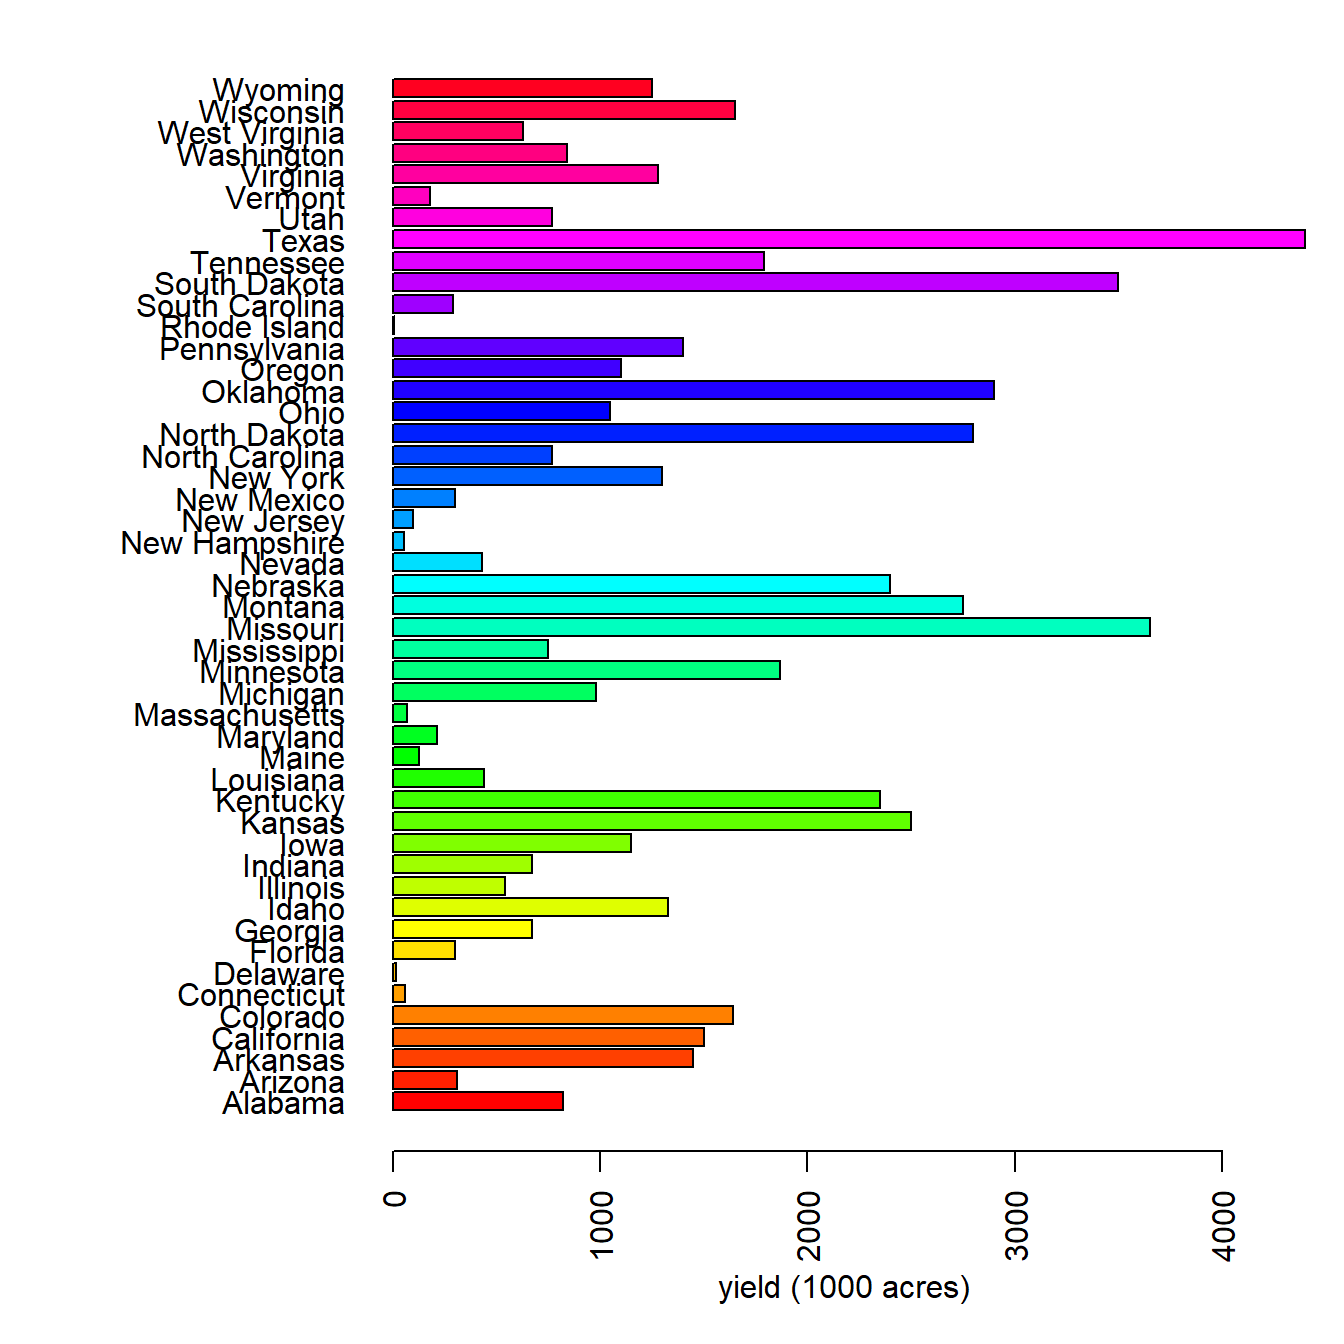 Wyoming
Wisconsin
West Virginia
Washington
Virginia
Vermont
Utah
Texas
Tennessee
South Dakota
South Carolina
Rhode Island
Pennsylvania
Oregon
Oklahoma
Ohio
North Dakota
North Carolina
New York
New Mexico
New Jersey
New Hampshire
Nevada
Nebraska
Montana
Missouri
Mississippi
Minnesota
Michigan
Massachusetts
Maryland
Maine
Louisiana
Kentucky
Kansas
Iowa
Indiana
Illinois
Idaho
Georgia
Florida
Delaware
Connecticut
Colorado
California
Arkansas
Arizona
Alabama
0 1000 2000 3000 4000
yield (1000 acres)